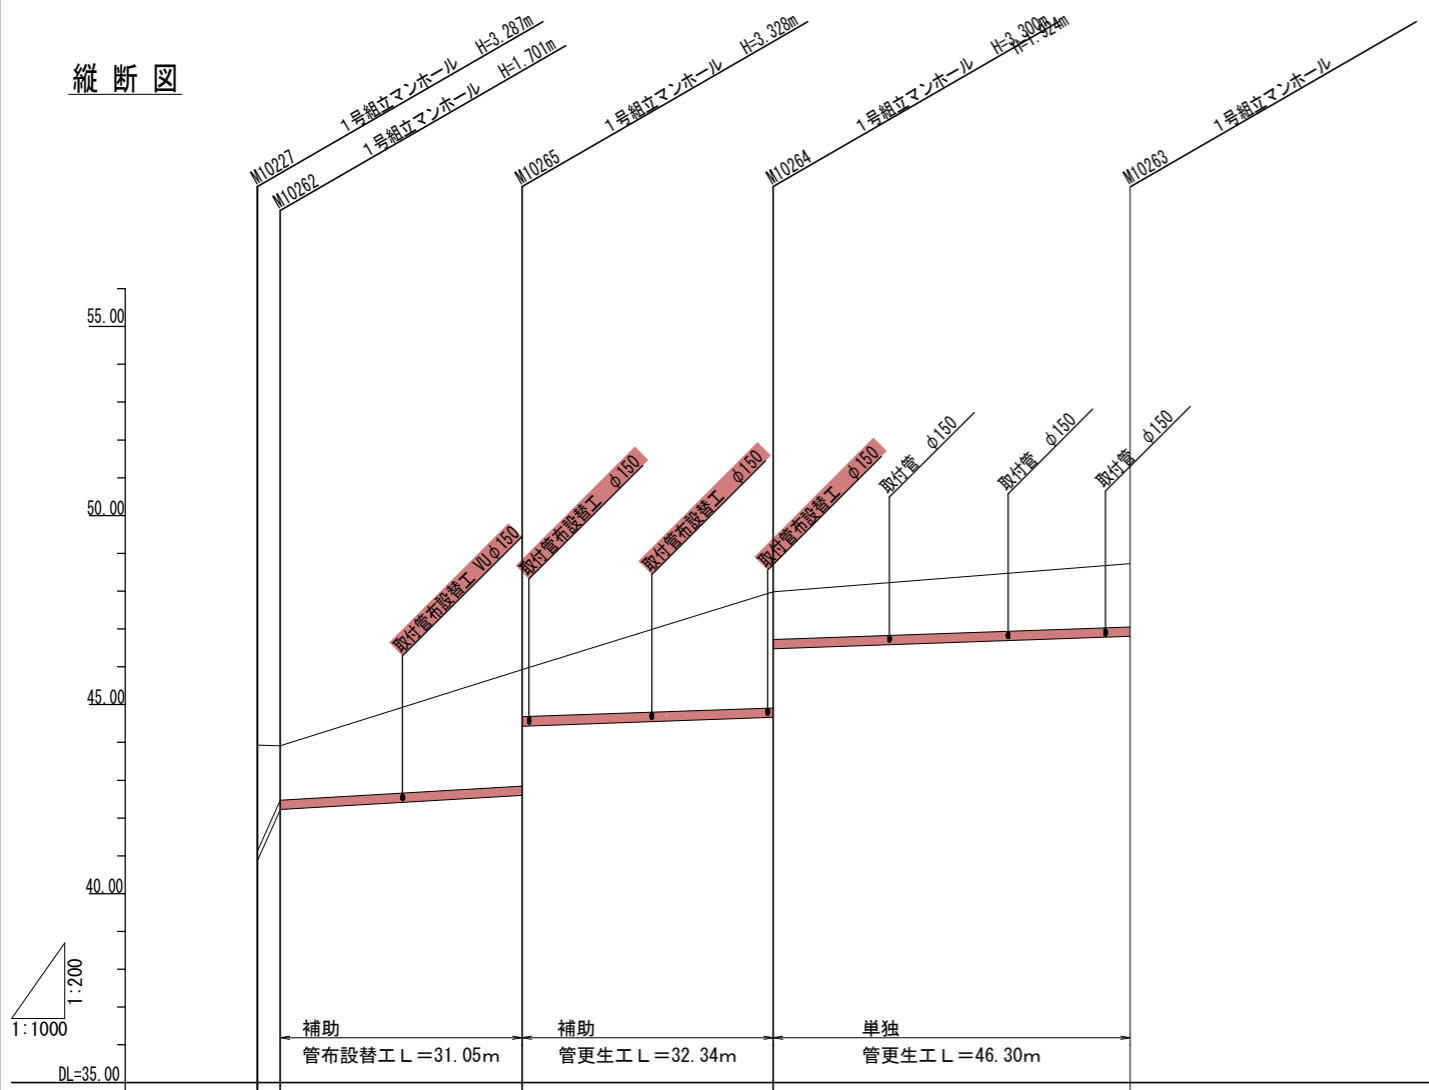 縦断図
M10227 1号組立マンホール H=3.287m
M10262 1号組立マンホール H=1.701m
M10265 1号組立マンホール H=3.328m
M10264 1号組立マンホール H=3.300m
M10263 1号組立マンホール
55.00
50.00
45.00
40.00
DL=35.00
取付管布設替工 VUφ150
取付管布設替工 φ150
取付管布設替工 φ150
取付管布設替工 φ150
取付管 φ150
取付管 φ150
取付管 φ150
1:200
1:1000
補助
管布設替工L=31.05m
補助
管更生工L=32.34m
単独
管更生工L=46.30m